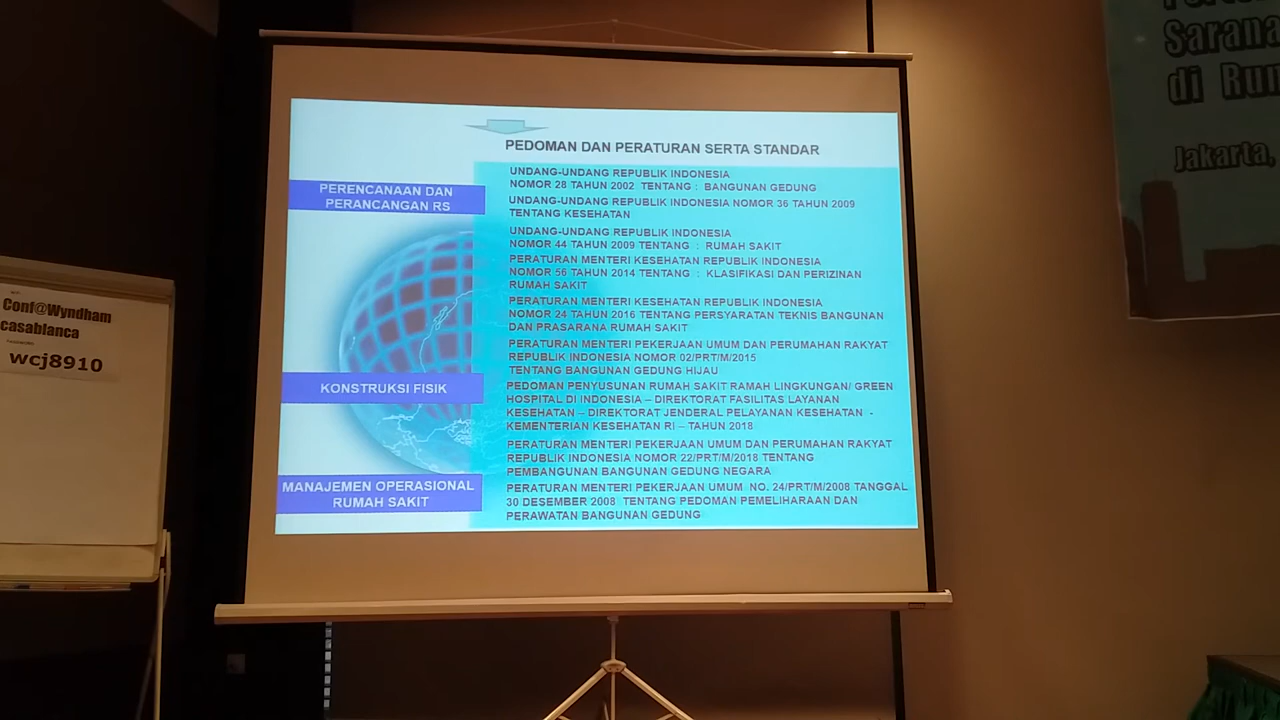 Conf@Wyndham
casablanca
wcj8910
PEDOMAN DAN PERATURAN SERTA STANDAR
PERENCANAAN DAN
PERANCANGAN RS
KONSTRUKSI FISIK
MANAJEMEN OPERASIONAL
RUMAH SAKIT
UNDANG-UNDANG REPUBLIK INDONESIA
NOMOR 28 TAHUN 2002 TENTANG : BANGUNAN GEDUNG
UNDANG-UNDANG REPUBLIK INDONESIA NOMOR 36 TAHUN 2009
TENTANG KESEHATAN
UNDANG-UNDANG REPUBLIK INDONESIA
NOMOR 44 TAHUN 2009 TENTANG : RUMAH SAKIT
PERATURAN MENTERI KESEHATAN REPUBLIK INDONESIA
NOMOR 56 TAHUN 2014 TENTANG : KLASIFIKASI DAN PERIZINAN
RUMAH SAKIT
PERATURAN MENTERI KESEHATAN REPUBLIK INDONESIA
NOMOR 24 TAHUN 2016 TENTANG PERSYARATAN TEKNIS BANGUNAN
DAN PRASARANA RUMAH SAKIT
PERATURAN MENTERI PEKERJAAN UMUM DAN PERUMAHAN RAKYAT
REPUBLIK INDONESIA NOMOR 02/PRT/M/2015
TENTANG BANGUNAN GEDUNG HIJAU
PEDOMAN PENYUSUNAN RUMAH SAKIT RAMAH LINGKUNGAN/ GREEN
HOSPITAL DI INDONESIA – DIREKTORAT FASILITAS LAYANAN
KESEHATAN – DIREKTORAT JENDERAL PELAYANAN KESEHATAN -
KEMENTERIAN KESEHATAN RI – TAHUN 2018
PERATURAN MENTERI PEKERJAAN UMUM DAN PERUMAHAN RAKYAT
REPUBLIK INDONESIA NOMOR 22/PRT/M/2018 TENTANG
PEMBANGUNAN BANGUNAN GEDUNG NEGARA
PERATURAN MENTERI PEKERJAAN UMUM NO. 24/PRT/M/2008 TANGGAL
30 DESEMBER 2008 TENTANG PEDOMAN PEMELIHARAAN DAN
PERAWATAN BANGUNAN GEDUNG
Sarana
di Rum
Jakarta,